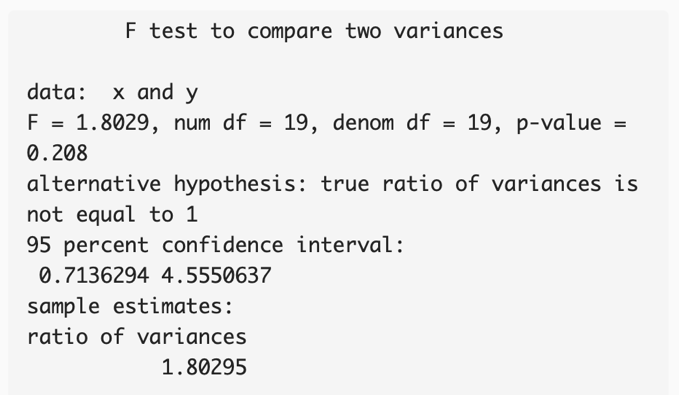 F test to compare two variances
data:  x and y
F = 1.8029, num df = 19, denom df = 19, p-value =
0.208
alternative hypothesis: true ratio of variances is
not equal to 1
95 percent confidence interval:
 0.7136294 4.5550637
sample estimates:
ratio of variances
1.80295